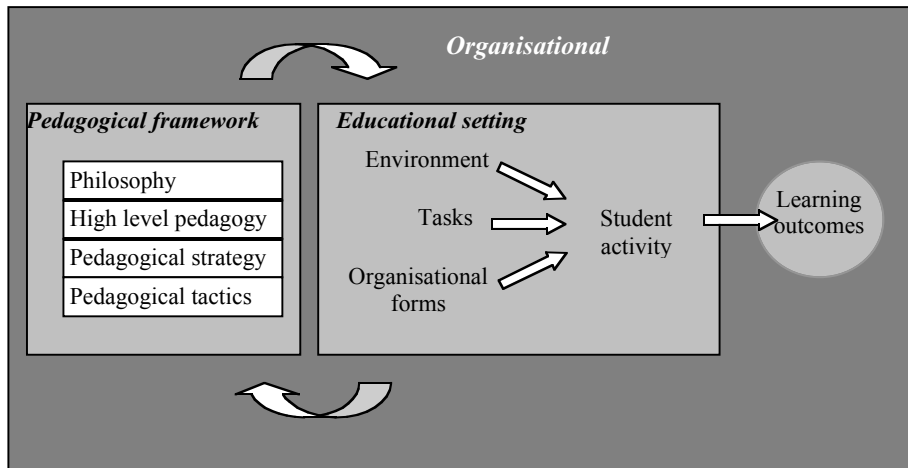 Organisational
Pedagogical framework
Philosophy
High level pedagogy
Pedagogical strategy
Pedagogical tactics
Educational setting
Environment
Tasks
Organisational
forms
Student
activity
Learning
outcomes